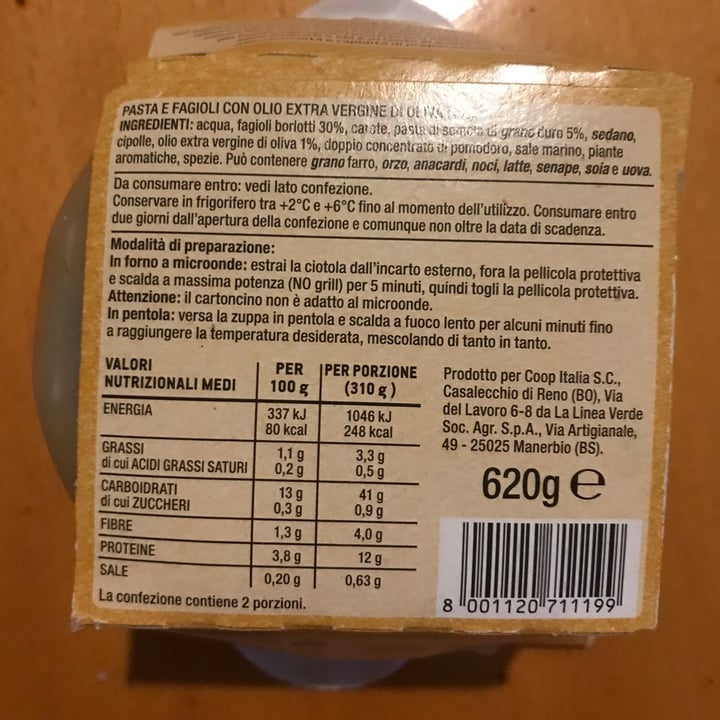 PASTA E FAGIOLI CON OLIO EXTRA VERGINE DI OLIVA
INGREDIENTI: acqua, fagioli borlotti 30%, carote, pasta di semola di grano duro 5%, sedano,
cipolle, olio extra vergine di oliva 1%, doppio concentrato di pomodoro, sale marino, piante
aromatiche, spezie. Può contenere grano farro, orzo, anacardi, noci, latte, senape, soia e uova.
Da consumare entro: vedi lato confezione.
Conservare in frigorifero tra +2°C e +6°C fino al momento dell'utilizzo. Consumare entro
due giorni dall'apertura della confezione e comunque non oltre la data di scadenza.
Modalità di preparazione:
In forno a microonde: estrai la ciotola dall'incarto esterno, fora la pellicola protettiva
e scalda a massima potenza (NO grill) per 5 minuti, quindi togli la pellicola protettiva.
Attenzione: il cartoncino non è adatto al microonde.
In pentola: versa la zuppa in pentola e scalda a fuoco lento per alcuni minuti fino
a raggiungere la temperatura desiderata, mescolando di tanto in tanto.
VALORI NUTRIZIONALI MEDI PER 100 g PER PORZIONE (310 g)
ENERGIA 337 kJ 1046 kJ
80 kcal 248 kcal
GRASSI 1,1 g 3,3 g
di cui ACIDI GRASSI SATURI 0,2 g 0,5 g
CARBOIDRATI 13 g 41 g
di cui ZUCCHERI 0,3 g 0,9 g
FIBRE 1,3 g 4,0 g
PROTEINE 3,8 g 12 g
SALE 0,20 g 0,63 g
La confezione contiene 2 porzioni.
Prodotto per Coop Italia S.C.,
Casalecchio di Reno (BO), Via
del Lavoro 6-8 da La Linea Verde
Soc. Agr. S.p.A., Via Artigianale,
49 - 25025 Manerbio (BS).
620g e
8 001120 711199